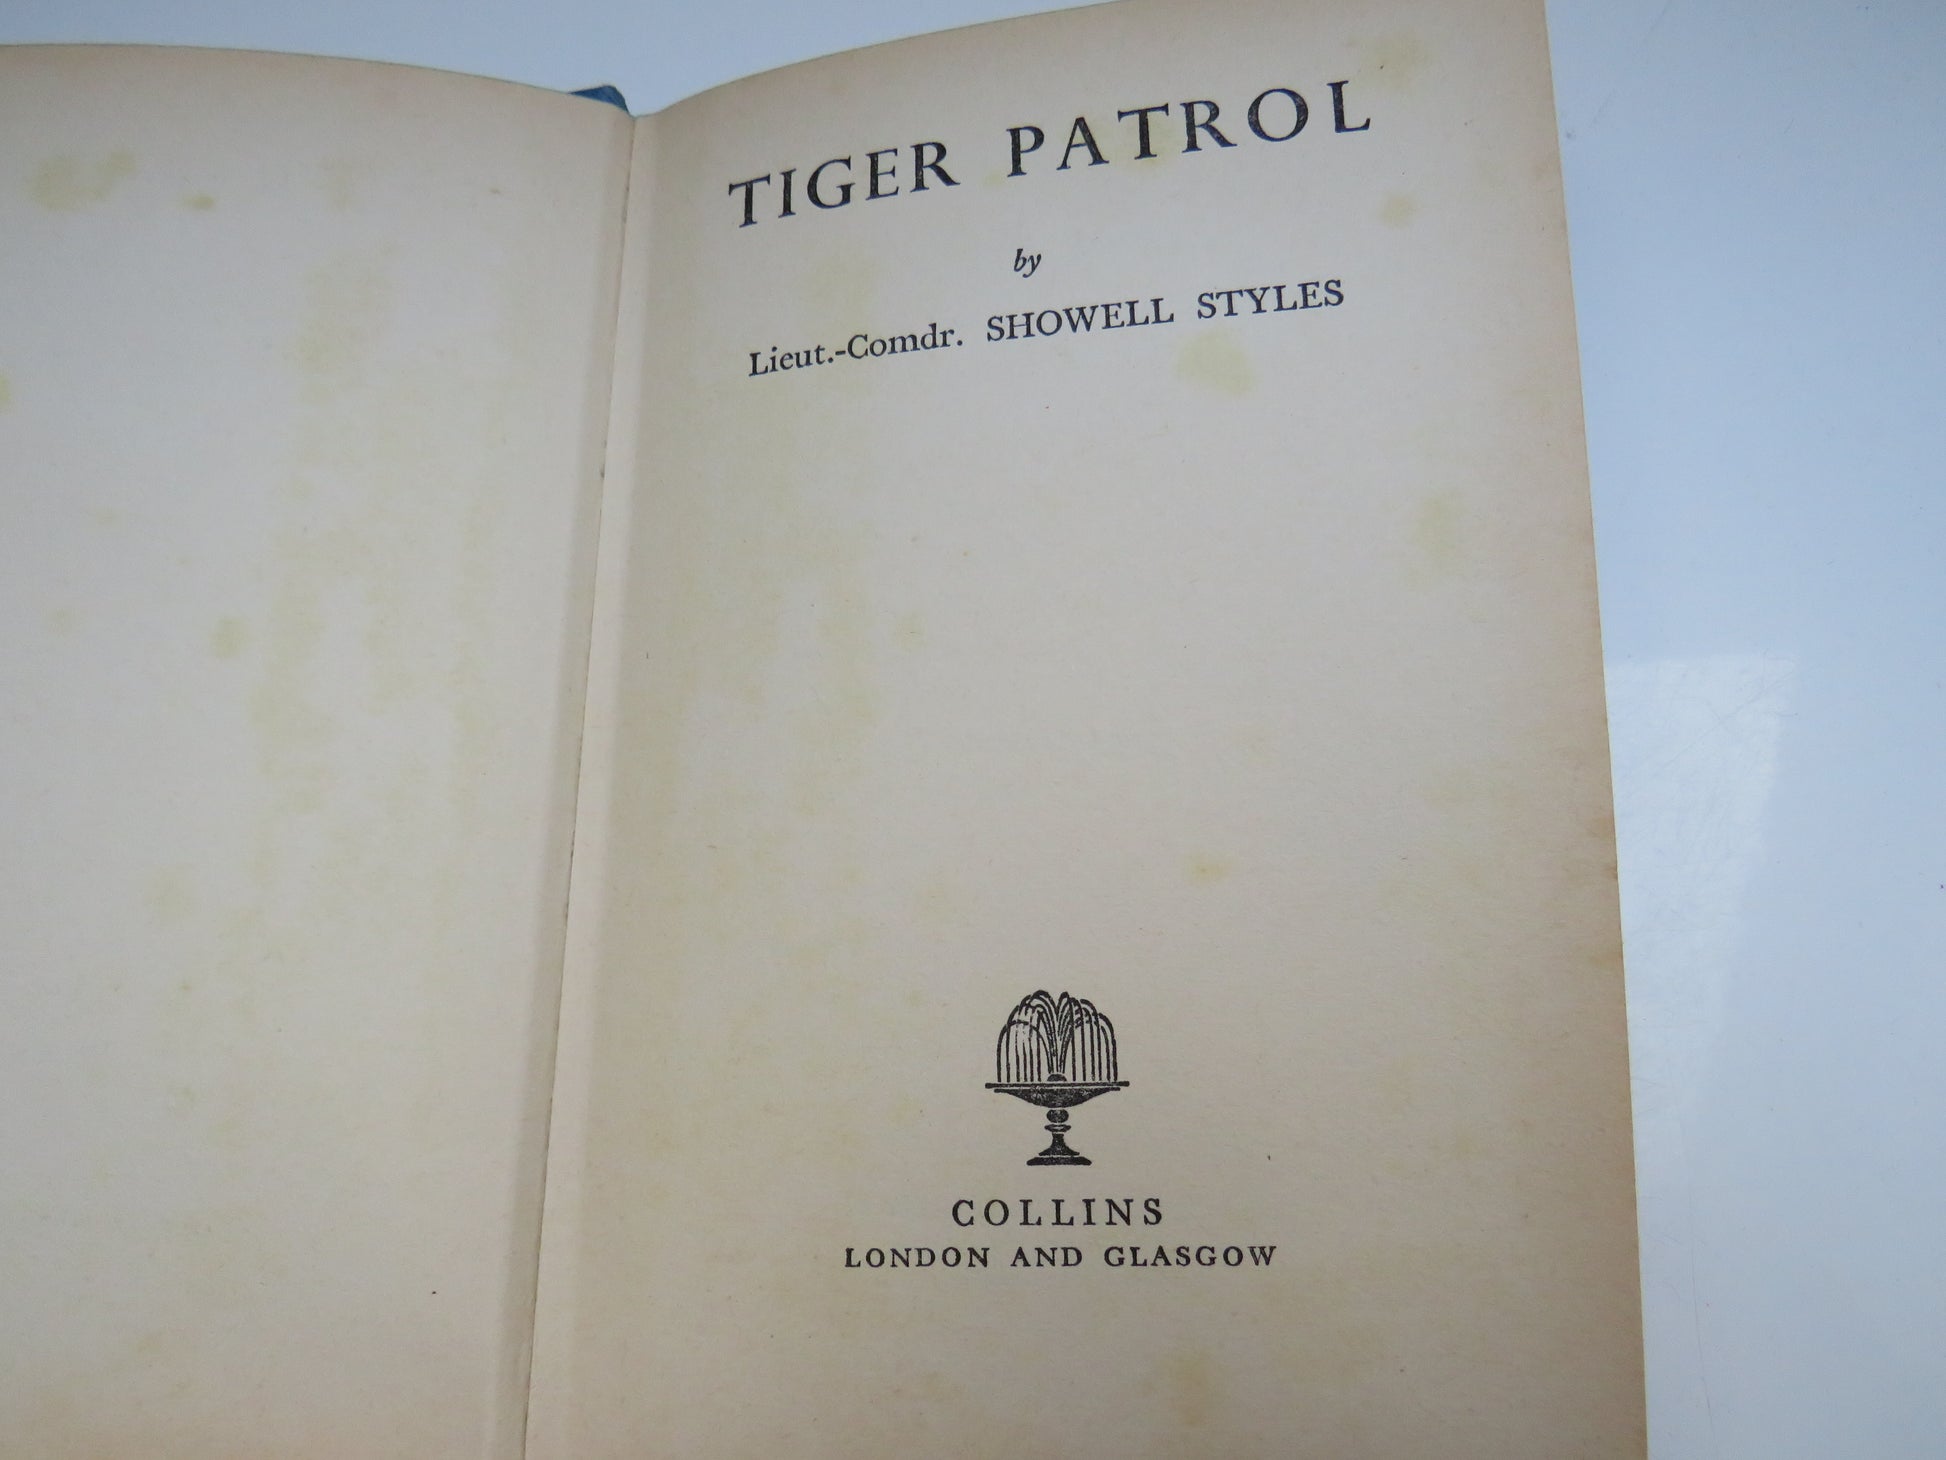 TIGER PATROL
by
Lieut.-Comdr. SHOWELL STYLES
COLLINS
LONDON AND GLASGOW